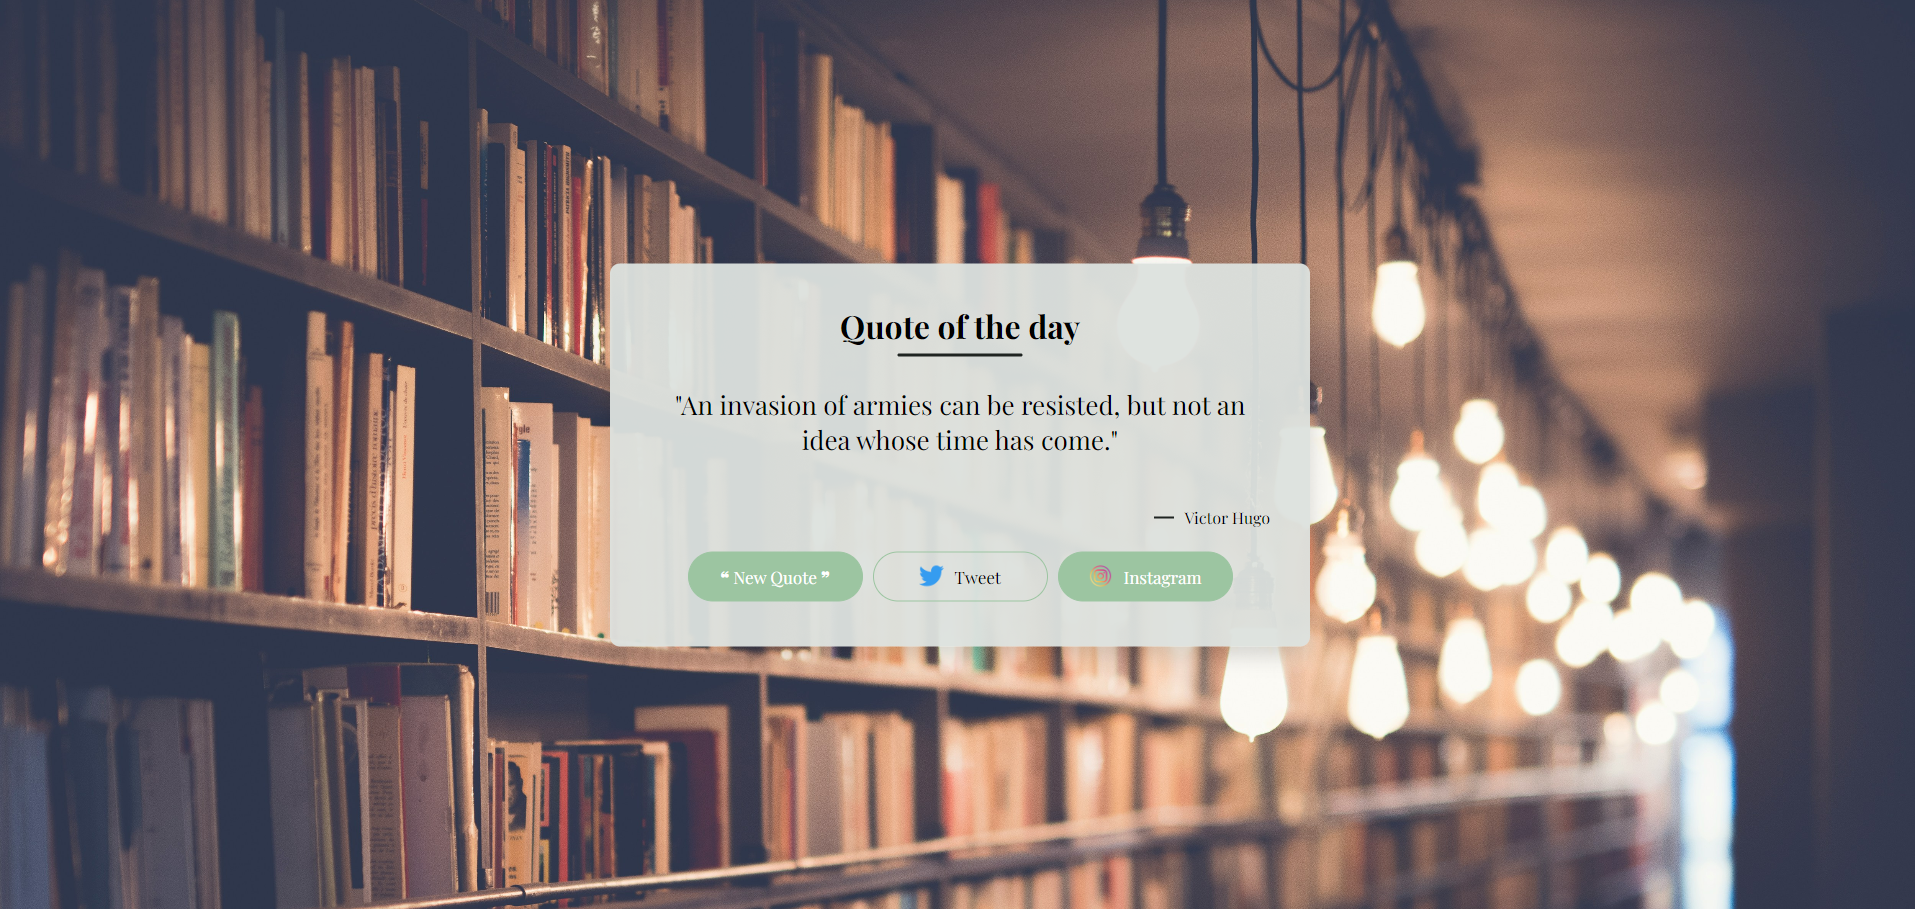 Quote of the day
"An invasion of armies can be resisted, but not an
idea whose time has come."
— Victor Hugo
❝ New Quote ❞
Tweet
Instagram